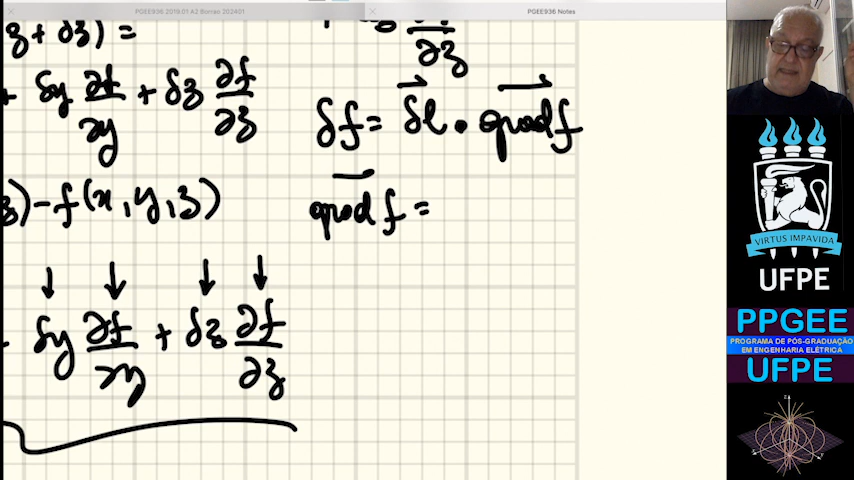 PGEE936 2019.01 A2 Borrao 202401
PGEE936 Notes
z + δz) =
+ δy ∂f/∂y + δz ∂f/∂z
z) - f(x, y, z)
δy ∂f/∂y + δz ∂f/∂z
∂z
δf = δl • grad f
grad f =
VIRTUS IMPAVIDA
UFPE
PPGEE
PROGRAMA DE PÓS-GRADUAÇÃO
EM ENGENHARIA ELÉTRICA
UFPE